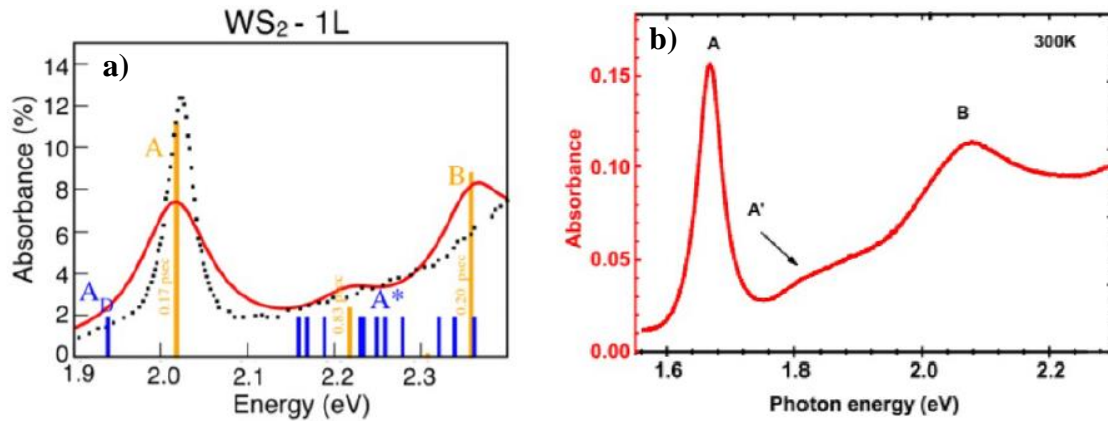 WS₂ - 1L
a)
14
12
10
8
6
4
2
0
Absorbance (%)
A
B
A_D
A*
0.17 psec
0.83 psec
0.20 psec
1.9 2.0 2.1 2.2 2.3
Energy (eV)
b)
A
300K
B
A'
0.15
0.10
0.05
0.00
Absorbance
1.6 1.8 2.0 2.2
Photon energy (eV)